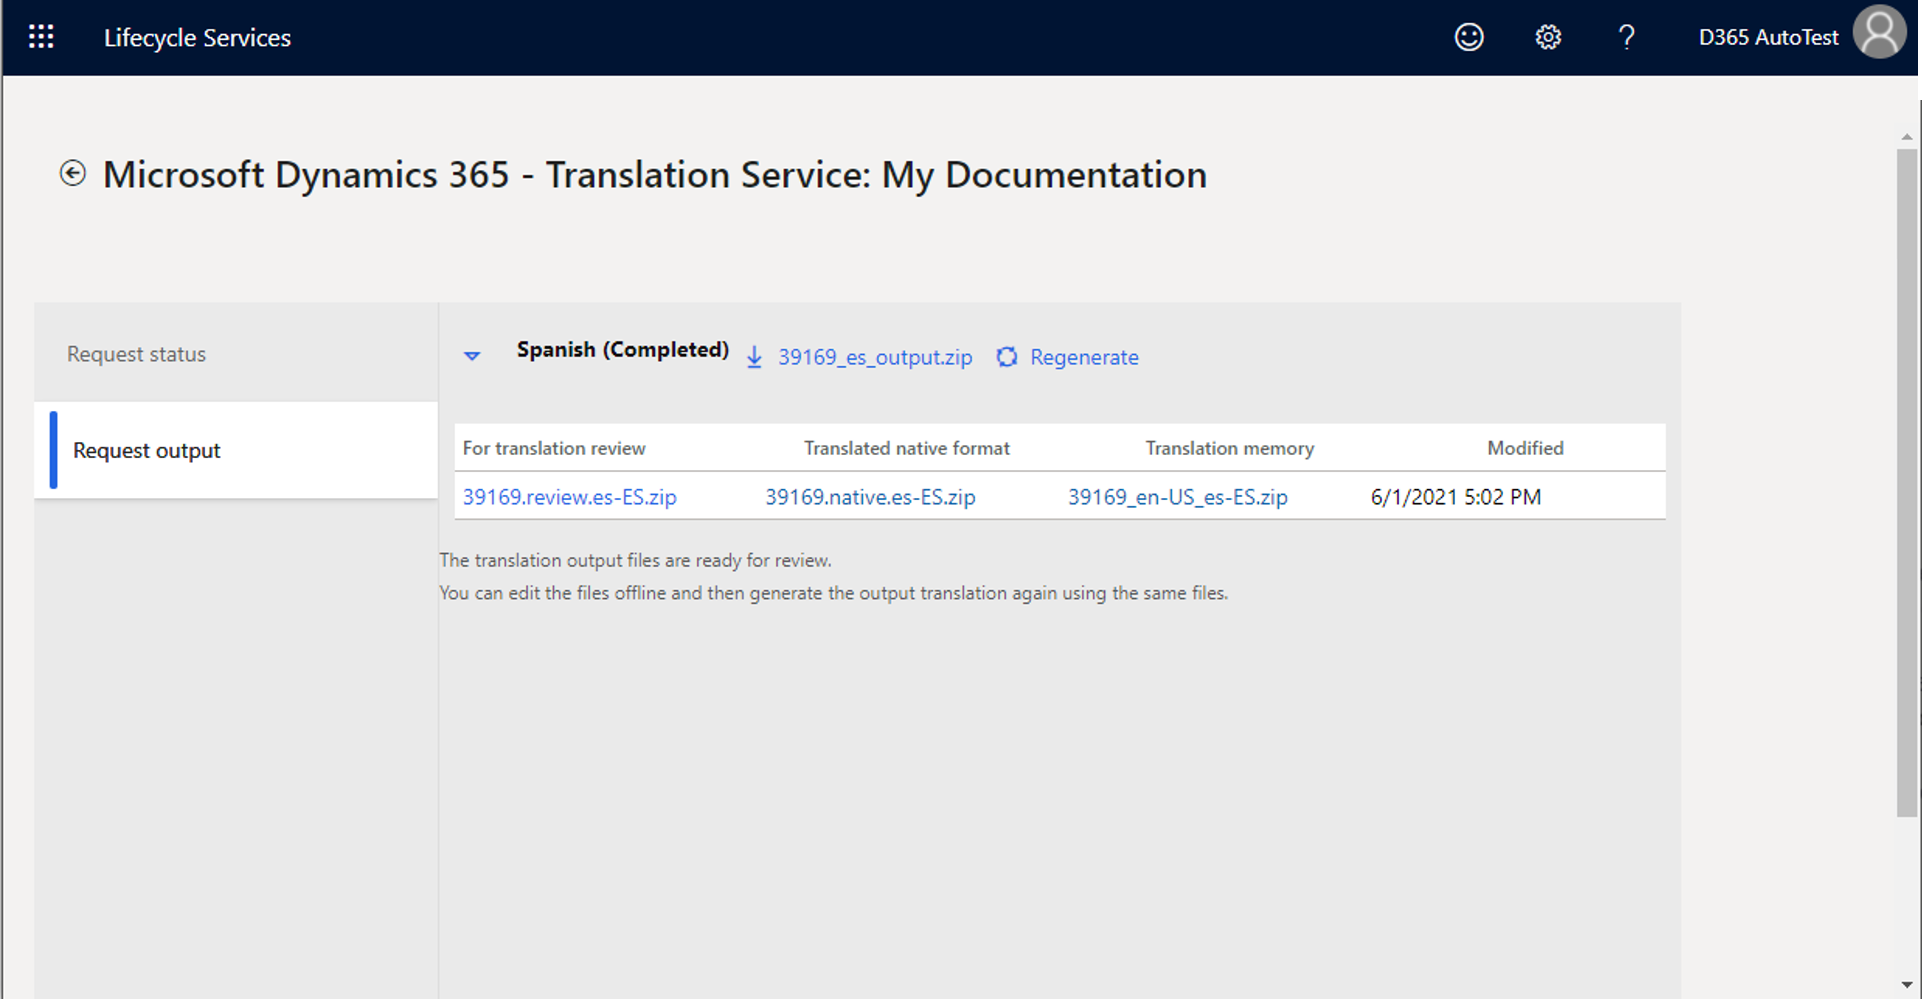 Lifecycle Services
? D365 AutoTest
Microsoft Dynamics 365 - Translation Service: My Documentation
Request status
Request output
Spanish (Completed) 39169_es_output.zip Regenerate
For translation review Translated native format Translation memory Modified
39169.review.es-ES.zip 39169.native.es-ES.zip 39169_en-US_es-ES.zip 6/1/2021 5:02 PM
The translation output files are ready for review.
You can edit the files offline and then generate the output translation again using the same files.